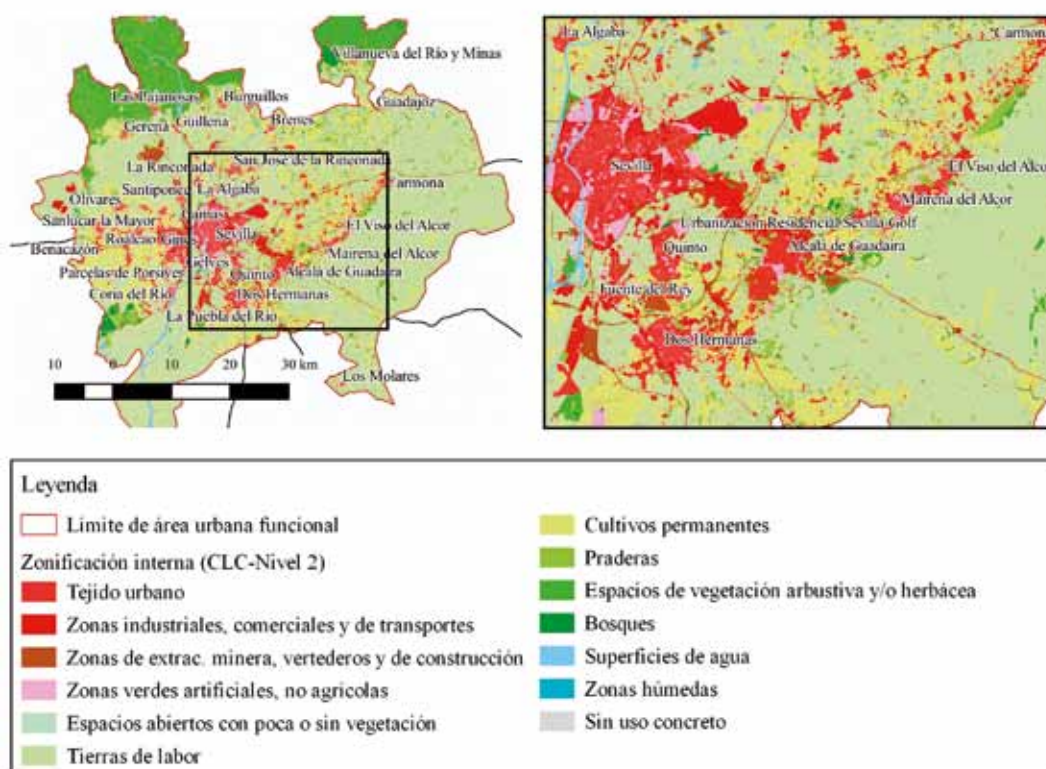 Villanueva del Río y Minas
Las Pajanosas
Burguillos
Guadajoz
Gerena
Guillena
Brenes
La Rinconada
San José de la Rinconada
Olivares
Santiponce
La Algaba
Carmona
Sanlucar la Mayor
Camas
Sevilla
El Viso del Alcor
Benacazón
Gines
Mairena del Alcor
Gelves
Quinto
Alcalá de Guadaira
Parcelas de
Coria del Río
Dos Hermanas
La Puebla del Río
Los Molares
10 0 10 20 30 km
La Algaba
Carmona
Sevilla
El Viso del Alcor
Mairena del Alcor
Urbanización Residencial Sevilla Golf
Quinto
Alcalá de Guadaira
Fuente del Rey
Dos Hermanas
Leyenda
Límite de área urbana funcional
Zonificación interna (CLC-Nivel 2)
Tejido urbano
Zonas industriales, comerciales y de transportes
Zonas de extrac. minera, vertederos y de construcción
Zonas verdes artificiales, no agrícolas
Espacios abiertos con poca o sin vegetación
Tierras de labor
Cultivos permanentes
Praderas
Espacios de vegetación arbustiva y/o herbácea
Bosques
Superficies de agua
Zonas húmedas
Sin uso concreto